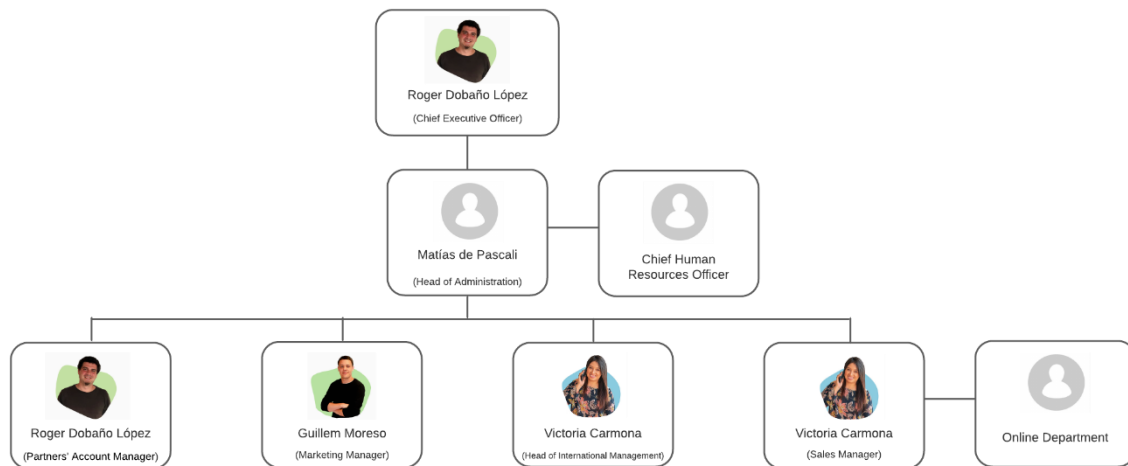 Roger Dobaño López
(Chief Executive Officer)
Matías de Pascali
(Head of Administration)
Chief Human
Resources Officer
Roger Dobaño López
(Partners' Account Manager)
Guillem Moreso
(Marketing Manager)
Victoria Carmona
(Head of International Management)
Victoria Carmona
(Sales Manager)
Online Department